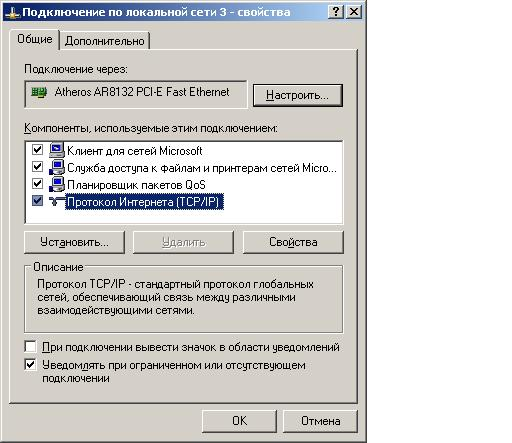 Подключение по локальной сети 3 - свойства
Общие
Дополнительно
Подключение через:
Atheros AR8132 PCI-E Fast Ethernet
Настроить...
Компоненты, используемые этим подключением:
Клиент для сетей Microsoft
Служба доступа к файлам и принтерам сетей Micro...
Планировщик пакетов QoS
Протокол Интернета (TCP/IP)
Установить...
Удалить
Свойства
Описание
Протокол TCP/IP - стандартный протокол глобальных
сетей, обеспечивающий связь между различными
взаимодействующими сетями.
При подключении вывести значок в области уведомлений
Уведомлять при ограниченном или отсутствующем
подключении
OK
Отмена